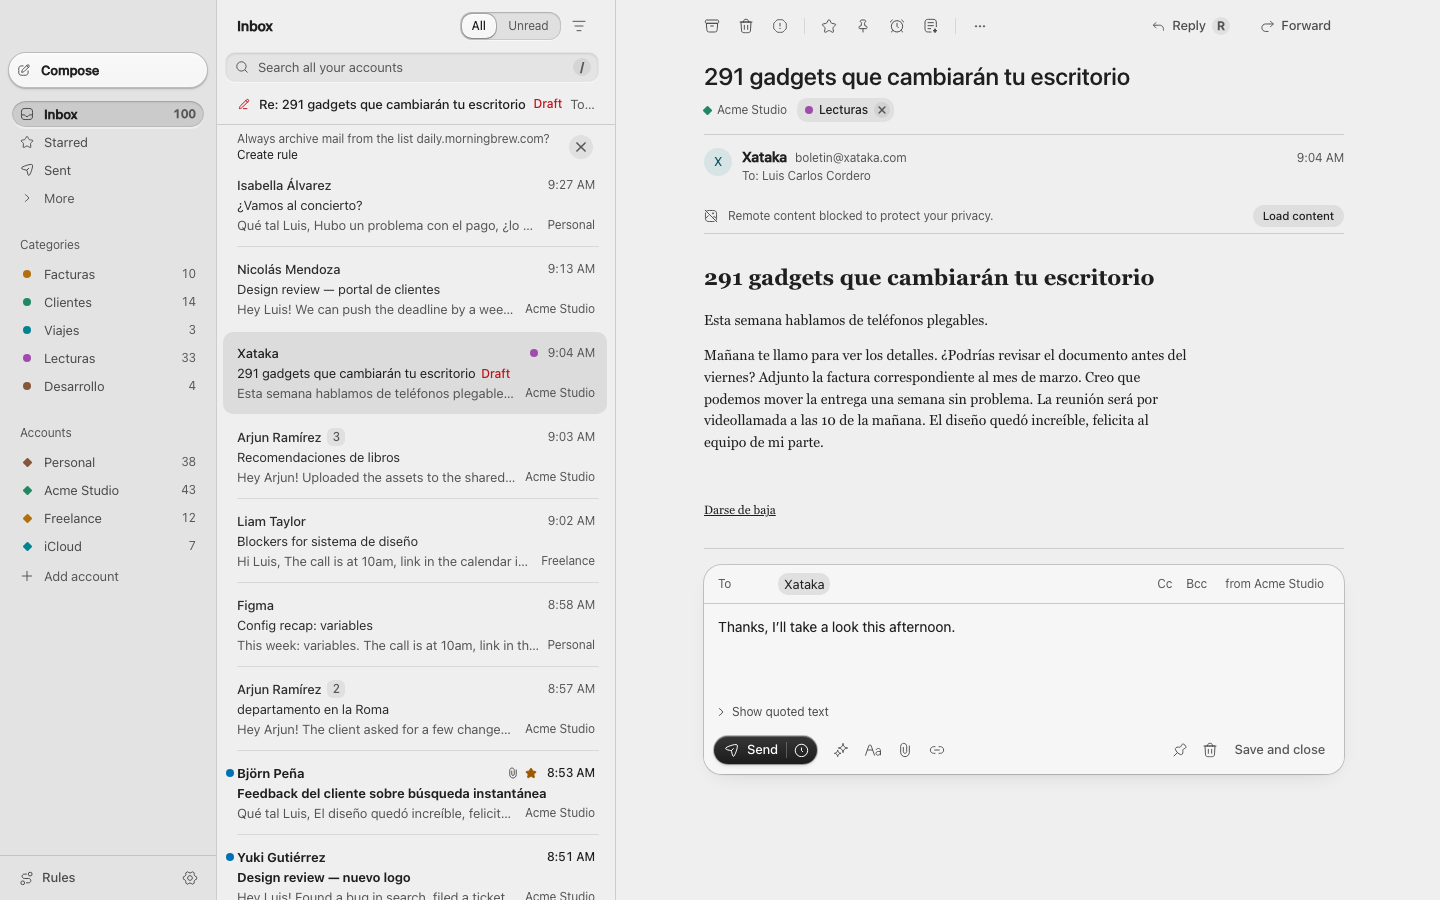 Compose
Inbox 100
Starred
Sent
More
Categories
Facturas 10
Clientes 14
Viajes 3
Lecturas 33
Desarrollo 4
Accounts
Personal 38
Acme Studio 43
Freelance 12
iCloud 7
Add account
Rules
Inbox
All Unread
Search all your accounts /
Re: 291 gadgets que cambiarán tu escritorio Draft To...
Always archive mail from the list daily.morningbrew.com?
Create rule
Isabella Álvarez 9:27 AM
¿Vamos al concierto?
Qué tal Luis, Hubo un problema con el pago, ¿lo ... Personal
Nicolás Mendoza 9:13 AM
Design review — portal de clientes
Hey Luis! We can push the deadline by a wee... Acme Studio
Xataka 9:04 AM
291 gadgets que cambiarán tu escritorio Draft
Esta semana hablamos de teléfonos plegable... Acme Studio
Arjun Ramírez 3 9:03 AM
Recomendaciones de libros
Hey Arjun! Uploaded the assets to the shared... Acme Studio
Liam Taylor 9:02 AM
Blockers for sistema de diseño
Hi Luis, The call is at 10am, link in the calendar i... Freelance
Figma 8:58 AM
Config recap: variables
This week: variables. The call is at 10am, link in th... Personal
Arjun Ramírez 2 8:57 AM
departamento en la Roma
Hey Arjun! The client asked for a few change... Acme Studio
Björn Peña 8:53 AM
Feedback del cliente sobre búsqueda instantánea
Qué tal Luis, El diseño quedó increíble, felicit... Acme Studio
Yuki Gutiérrez 8:51 AM
Design review — nuevo logo
Hey Luis! Found a bug in search, filed a ticket Acme Studio
Reply R Forward
291 gadgets que cambiarán tu escritorio
Acme Studio Lecturas
X
Xataka boletin@xataka.com 9:04 AM
To: Luis Carlos Cordero
Remote content blocked to protect your privacy. Load content
291 gadgets que cambiarán tu escritorio
Esta semana hablamos de teléfonos plegables.
Mañana te llamo para ver los detalles. ¿Podrías revisar el documento antes del
viernes? Adjunto la factura correspondiente al mes de marzo. Creo que
podemos mover la entrega una semana sin problema. La reunión será por
videollamada a las 10 de la mañana. El diseño quedó increíble, felicita al
equipo de mi parte.
Darse de baja
To Xataka Cc Bcc from Acme Studio
Thanks, I’ll take a look this afternoon.
Show quoted text
Send Aa Save and close